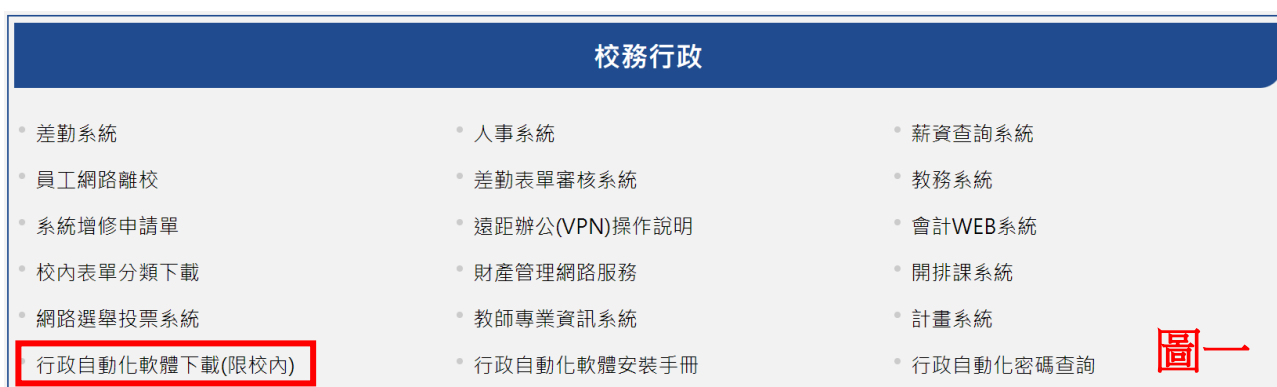 校務行政
差勤系統 人事系統 薪資查詢系統
員工網路離校 差勤表單審核系統 教務系統
系統增修申請單 遠距辦公(VPN)操作說明 會計WEB系統
校內表單分類下載 財產管理網路服務 開排課系統
網路選舉投票系統 教師專業資訊系統 計畫系統
行政自動化軟體下載(限校內) 行政自動化軟體安裝手冊 行政自動化密碼查詢
圖一